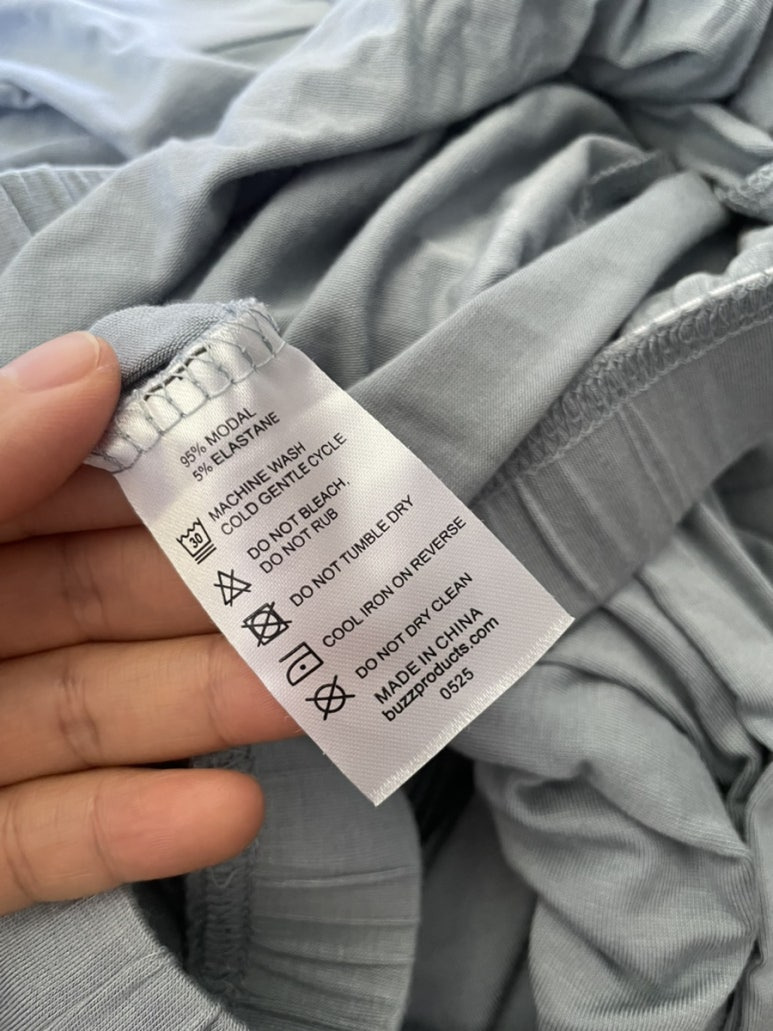 95% MODAL
5% ELASTANE
30
MACHINE WASH
COLD GENTLE CYCLE
DO NOT BLEACH,
DO NOT RUB
DO NOT TUMBLE DRY
COOL IRON ON REVERSE
DO NOT DRY CLEAN
MADE IN CHINA
buzzproducts.com
0525